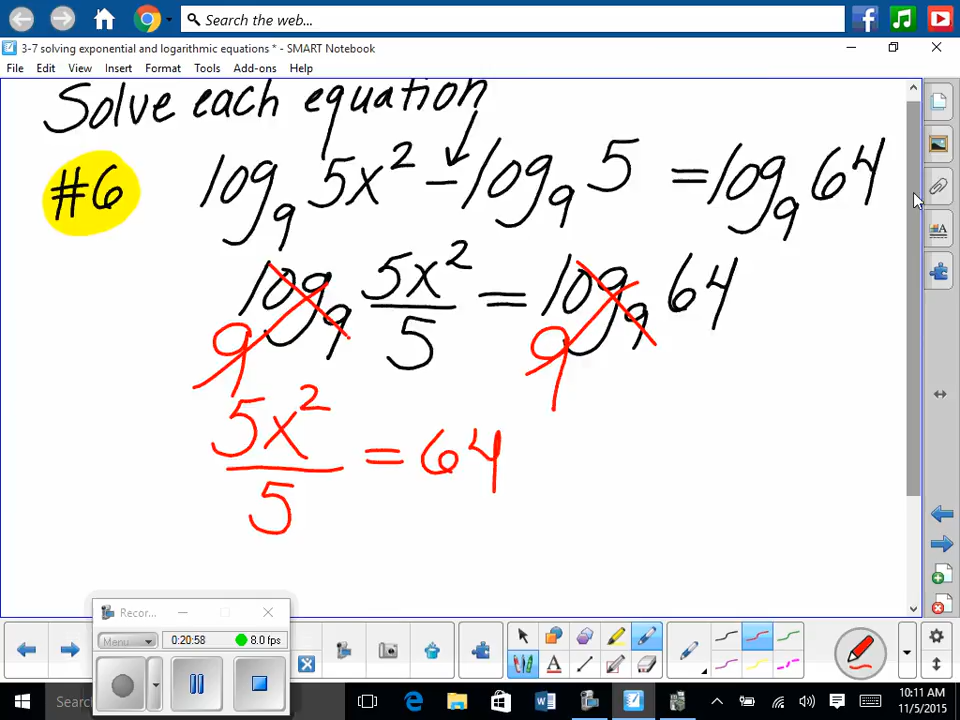 Search the web...
3-7 solving exponential and logarithmic equations * - SMART Notebook
File Edit View Insert Format Tools Add-ons Help
Solve each equation
#6 log₉ 5x² - log₉ 5 = log₉ 64
log₉ 5x²/5 = log₉ 64
9 9
5x²/5 = 64
Recor...
Menu 0:20:58 8.0 fps
Search
10:11 AM
11/5/2015